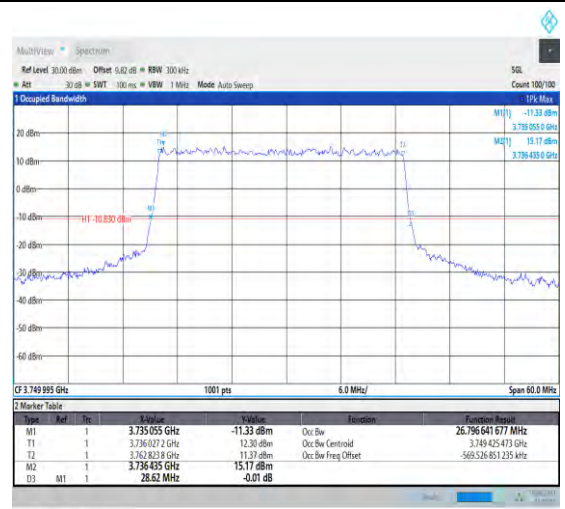 MultiView Spectrum
Ref Level 30.00 dBm Offset 9.82 dB RBW 300 kHz SGL
Att 30 dB SWT 100 ms VBW 1 MHz Mode Auto Sweep Count 100/100
1 Occupied Bandwidth 1Pk Max
M1[1] -11.33 dBm
3.735 055 0 GHz
M2[1] 15.17 dBm
3.736 435 0 GHz
20 dBm
M2
T1
T2
10 dBm
0 dBm
M1
D3
-10 dBm
H1 -10.830 dBm
-20 dBm
-30 dBm
-40 dBm
-50 dBm
-60 dBm
CF 3.749 995 GHz 1001 pts 6.0 MHz/ Span 60.0 MHz
2 Marker Table
Type Ref Trc X-Value Y-Value Function Function Result
M1 1 3.735 055 GHz -11.33 dBm Occ Bw 26.796 641 677 MHz
T1 1 3.736 027 2 GHz 12.30 dBm Occ Bw Centroid 3.749 425 473 GHz
T2 1 3.762 823 8 GHz 11.37 dBm Occ Bw Freq Offset -569.526 851 235 kHz
M2 1 3.736 435 GHz 15.17 dBm
D3 M1 1 28.62 MHz -0.01 dB
Ready